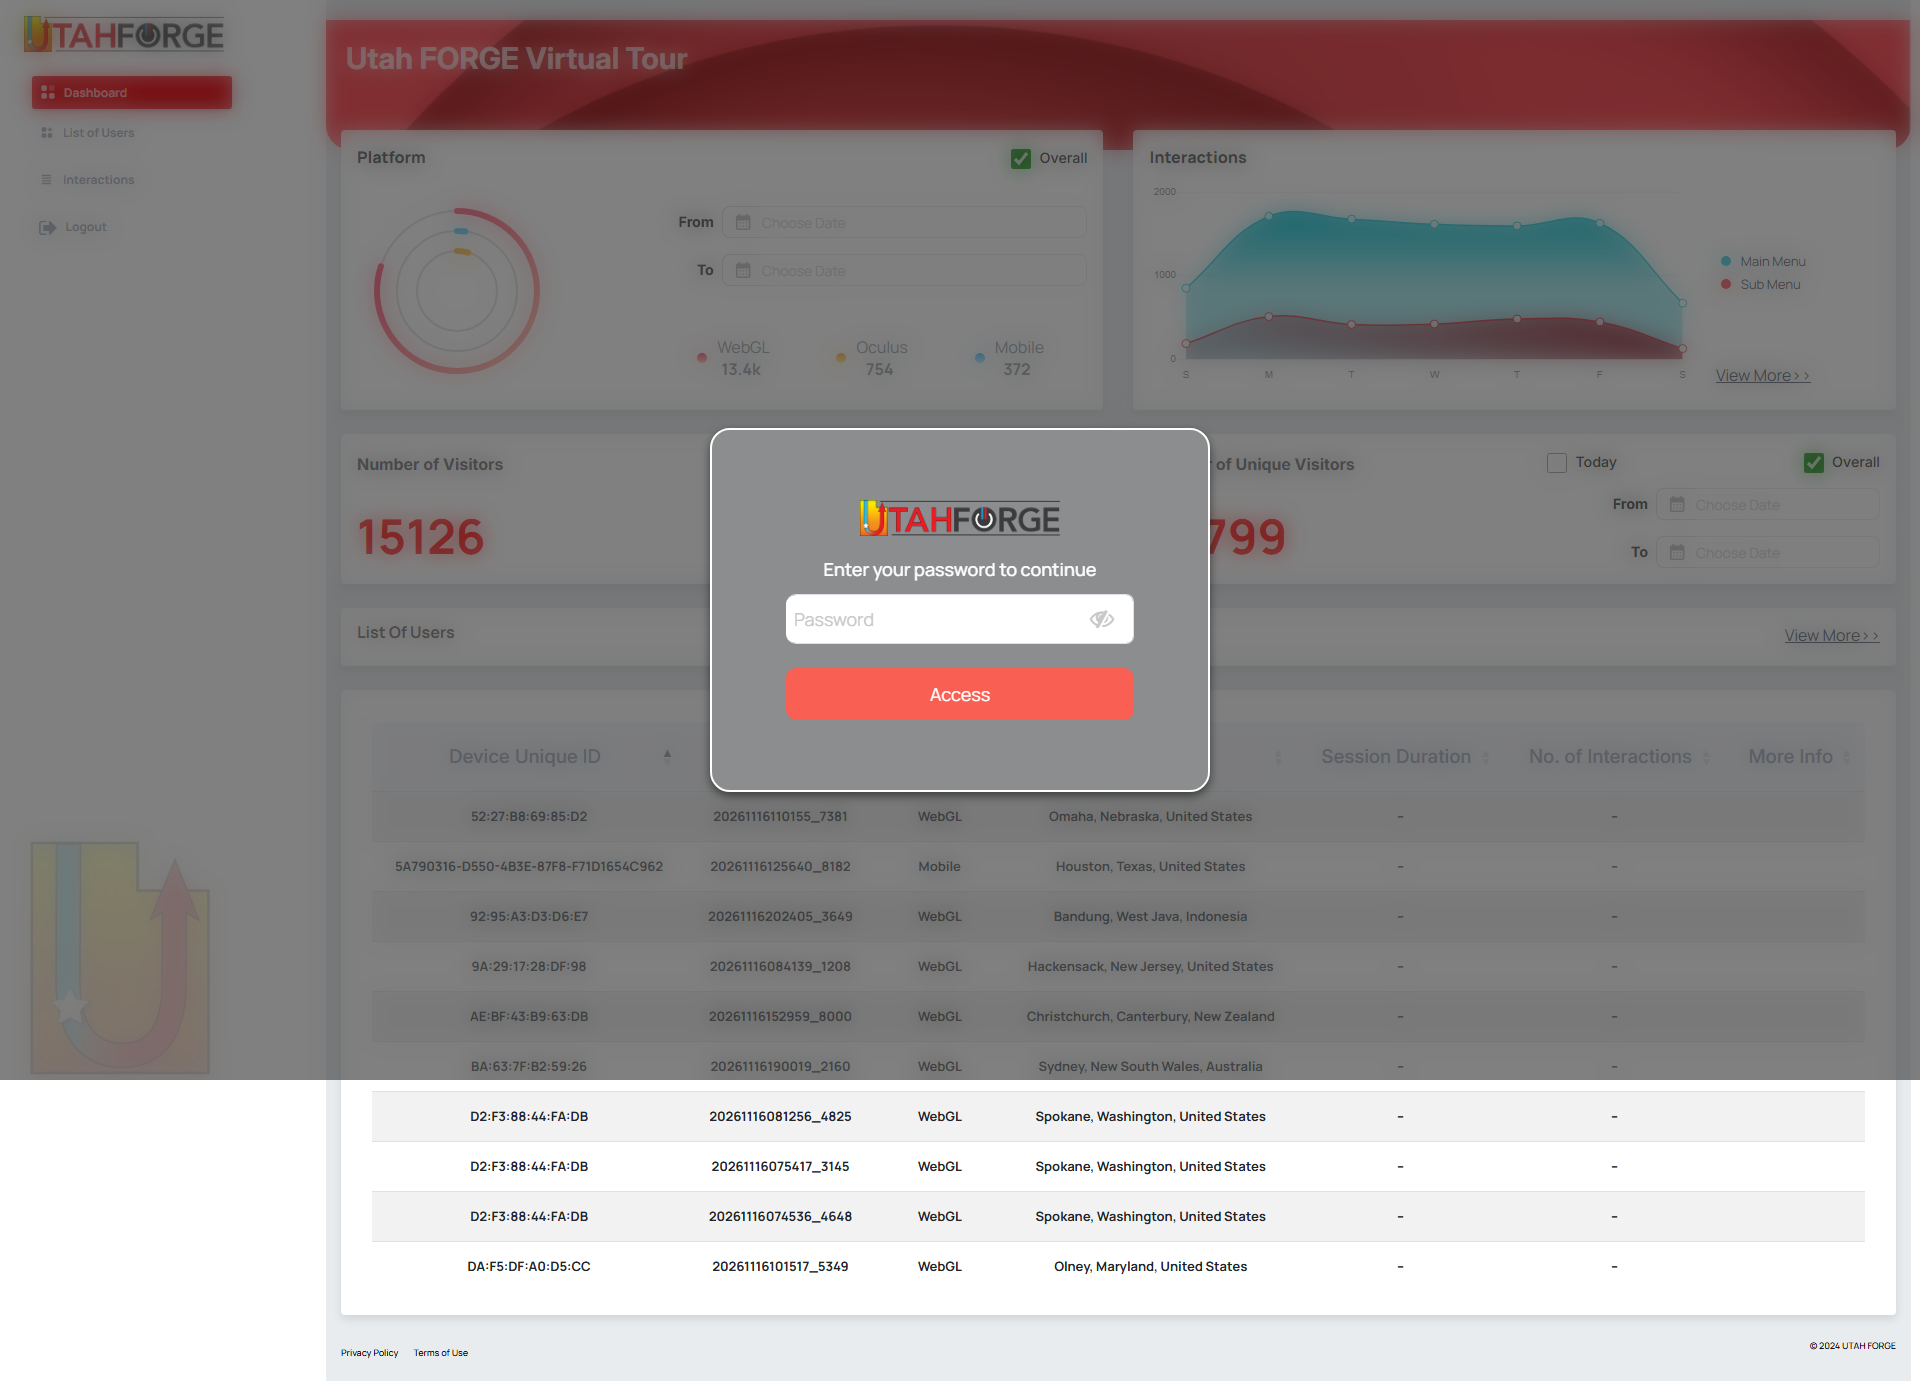 UTAHFORGE
Dashboard
List of Users
Interactions
Logout
Utah FORGE Virtual Tour
Platform
Overall
From
Choose Date
To
Choose Date
WebGL
13.4k
Oculus
754
Mobile
372
Interactions
2000
1000
0
S M T W T F S
Main Menu
Sub Menu
View More>>
Number of Visitors
15126
of Unique Visitors
799
Today
Overall
From
Choose Date
To
Choose Date
UTAHFORGE
Enter your password to continue
Password
Access
List Of Users
View More>>
Device Unique ID Session Duration No. of Interactions More Info
52:27:B8:69:85:D2 20261116110155_7381 WebGL Omaha, Nebraska, United States - -
5A790316-D550-4B3E-87F8-F71D1654C962 20261116125640_8182 Mobile Houston, Texas, United States - -
92:95:A3:D3:D6:E7 20261116202405_3649 WebGL Bandung, West Java, Indonesia - -
9A:29:17:28:DF:98 20261116084139_1208 WebGL Hackensack, New Jersey, United States - -
AE:BF:43:B9:63:DB 20261116152959_8000 WebGL Christchurch, Canterbury, New Zealand - -
BA:63:7F:B2:59:26 20261116190019_2160 WebGL Sydney, New South Wales, Australia - -
D2:F3:88:44:FA:DB 20261116081256_4825 WebGL Spokane, Washington, United States - -
D2:F3:88:44:FA:DB 20261116075417_3145 WebGL Spokane, Washington, United States - -
D2:F3:88:44:FA:DB 20261116074536_4648 WebGL Spokane, Washington, United States - -
DA:F5:DF:A0:D5:CC 20261116101517_5349 WebGL Olney, Maryland, United States - -
Privacy Policy Terms of Use
© 2024 UTAH FORGE